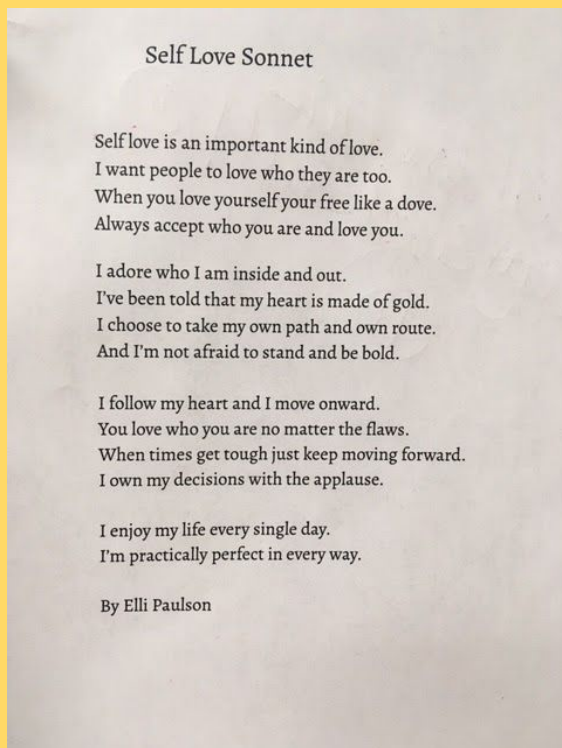 Self Love Sonnet
Self love is an important kind of love.
I want people to love who they are too.
When you love yourself your free like a dove.
Always accept who you are and love you.
I adore who I am inside and out.
I've been told that my heart is made of gold.
I choose to take my own path and own route.
And I'm not afraid to stand and be bold.
I follow my heart and I move onward.
You love who you are no matter the flaws.
When times get tough just keep moving forward.
I own my decisions with the applause.
I enjoy my life every single day.
I'm practically perfect in every way.
By Elli Paulson